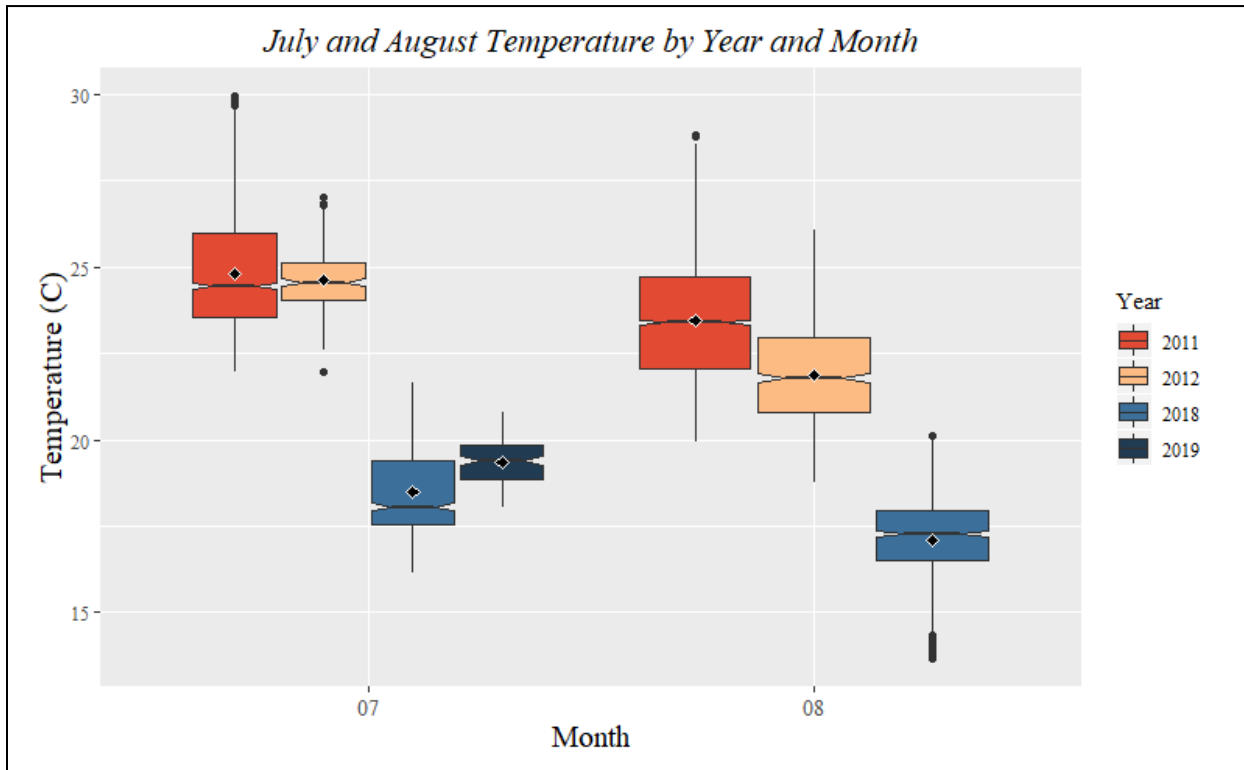 July and August Temperature by Year and Month
30
25
20
15
Temperature (C)
07
08
Month
Year
2011
2012
2018
2019